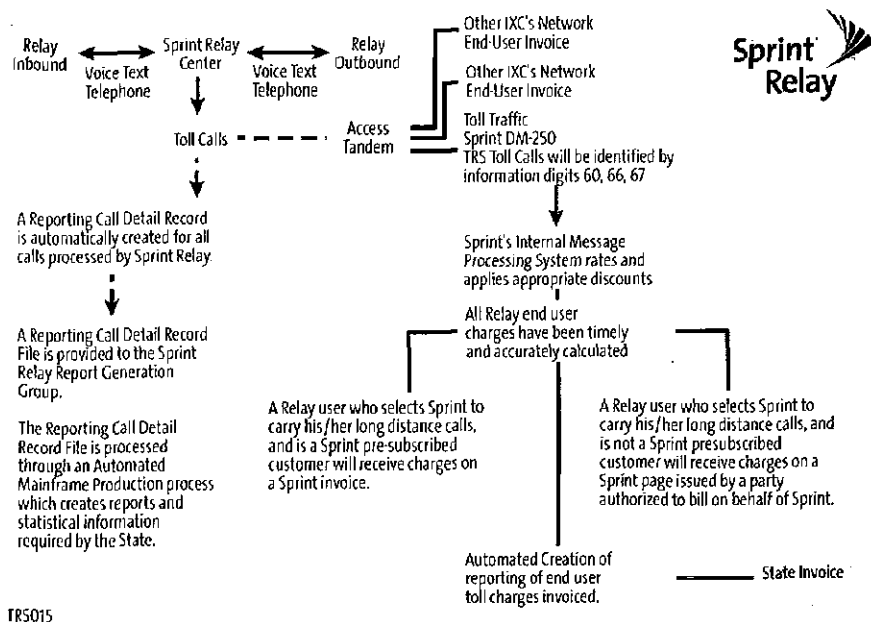 Relay
Inbound
Voice Text
Telephone
Sprint Relay
Center
Voice Text
Telephone
Relay
Outbound
Other IXC's Network
End-User Invoice
Other IXC's Network
End-User Invoice
Sprint
Relay
Toll Calls
Access
Tandem
Toll Traffic
Sprint DM-250
TRS Toll Calls will be identified by
information digits 60, 66, 67
A Reporting Call Detail Record
is automatically created for all
calls processed by Sprint Relay.
Sprint's Internal Message
Processing System rates and
applies appropriate discounts
All Relay end user
charges have been timely
and accurately calculated
A Reporting Call Detail Record
File is provided to the Sprint
Relay Report Generation
Group.
The Reporting Call Detail
Record File is processed
through an Automated
Mainframe Production process
which creates reports and
statistical information
required by the State.
A Relay user who selects Sprint to
carry his/her long distance calls,
and is a Sprint pre-subscribed
customer will receive charges on
a Sprint invoice.
A Relay user who selects Sprint to
carry his/her long distance calls, and
is not a Sprint presubscribed
customer will receive charges on a
Sprint page issued by a party
authorized to bill on behalf of Sprint.
Automated Creation of
reporting of end user
toll charges invoiced.
State Invoice
TRS015